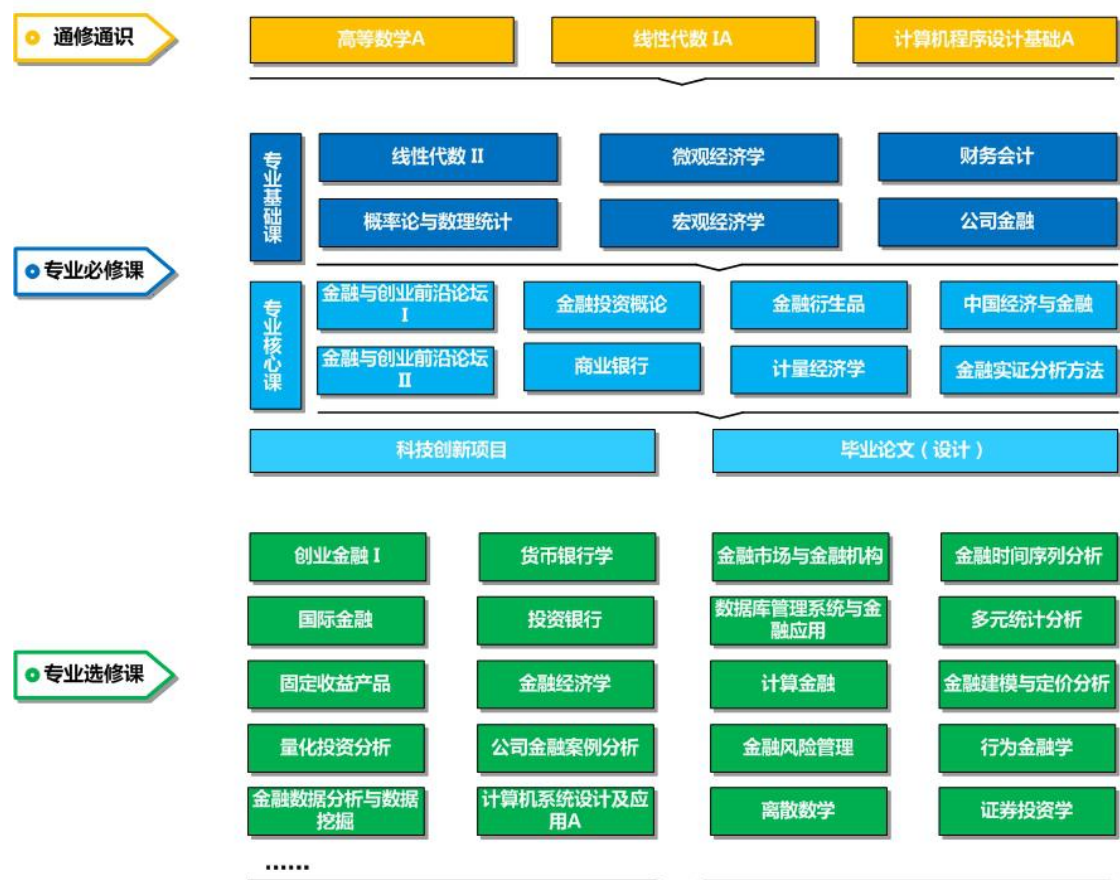 通修通识
高等数学A
线性代数 IA
计算机程序设计基础A
专业必修课
专业基础课
线性代数 II
微观经济学
财务会计
概率论与数理统计
宏观经济学
公司金融
专业核心课
金融与创业前沿论坛
I
金融投资概论
金融衍生品
中国经济与金融
金融与创业前沿论坛
II
商业银行
计量经济学
金融实证分析方法
科技创新项目
毕业论文（设计）
专业选修课
创业金融 I
货币银行学
金融市场与金融机构
金融时间序列分析
国际金融
投资银行
数据库管理系统与金
融应用
多元统计分析
固定收益产品
金融经济学
计算金融
金融建模与定价分析
量化投资分析
公司金融案例分析
金融风险管理
行为金融学
金融数据分析与数据
挖掘
计算机系统设计及应
用A
离散数学
证券投资学
……